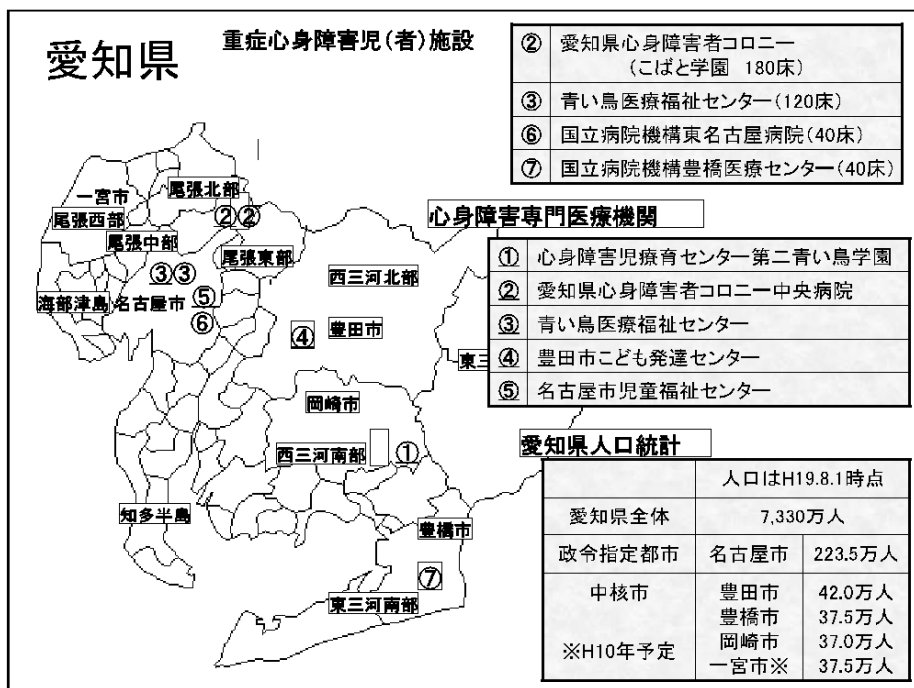 愛知県
重症心身障害児(者)施設
② 愛知県心身障害者コロニー
(こばと学園 180床)
③ 青い鳥医療福祉センター(120床)
⑥ 国立病院機構東名古屋病院(40床)
⑦ 国立病院機構豊橋医療センター(40床)
心身障害専門医療機関
① 心身障害児療育センター第二青い鳥学園
② 愛知県心身障害者コロニー中央病院
③ 青い鳥医療福祉センター
④ 豊田市こども発達センター
⑤ 名古屋市児童福祉センター
一宮市
尾張北部
尾張西部
②②
尾張中部
尾張東部
③③
西三河北部
海部津島
名古屋市
⑤
⑥
④
豊田市
東三
岡崎市
西三河南部
①
知多半島
豊橋市
⑦
東三河南部
愛知県人口統計
人口はH19.8.1時点
愛知県全体 7,330万人
政令指定都市 名古屋市 223.5万人
中核市 豊田市 42.0万人
豊橋市 37.5万人
※H10年予定 岡崎市 37.0万人
一宮市※ 37.5万人